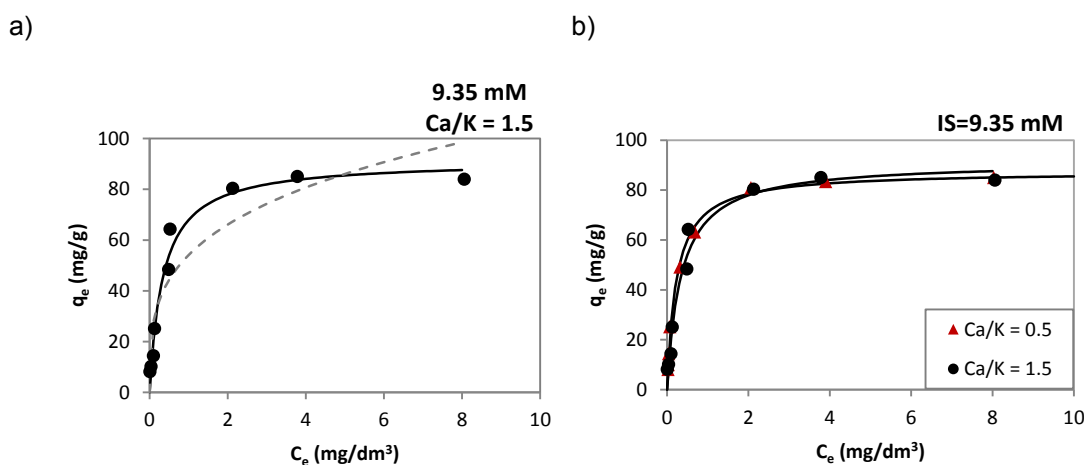 a)
9.35 mM
Ca/K = 1.5
100
80
60
40
20
0
qe (mg/g)
0 2 4 6 8 10
Ce (mg/dm³)
b)
IS=9.35 mM
100
80
60
40
20
0
qe (mg/g)
Ca/K = 0.5
Ca/K = 1.5
0 2 4 6 8 10
Ce (mg/dm³)